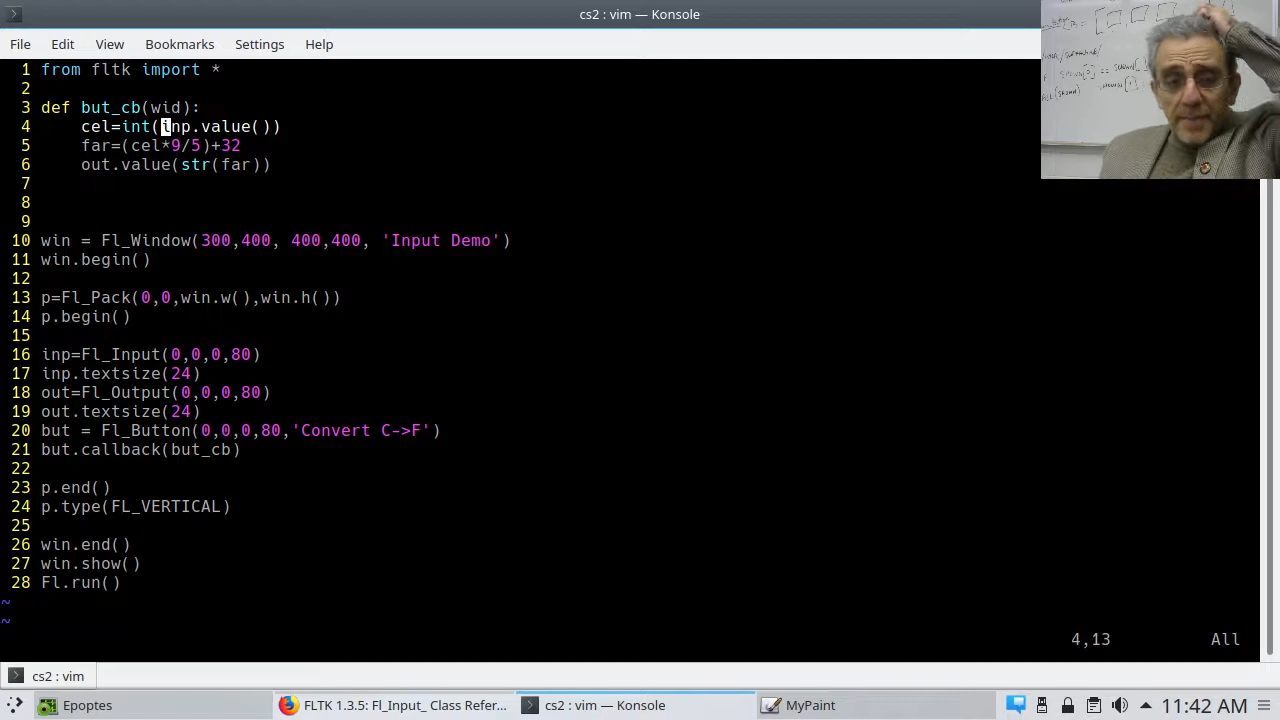 cs2 : vim — Konsole
File Edit View Bookmarks Settings Help
1 from fltk import *
2
3 def but_cb(wid):
4     cel=int(inp.value())
5     far=(cel*9/5)+32
6     out.value(str(far))
7
8
9
10 win = Fl_Window(300,400, 400,400, 'Input Demo')
11 win.begin()
12
13 p=Fl_Pack(0,0,win.w(),win.h())
14 p.begin()
15
16 inp=Fl_Input(0,0,0,80)
17 inp.textsize(24)
18 out=Fl_Output(0,0,0,80)
19 out.textsize(24)
20 but = Fl_Button(0,0,0,80,'Convert C->F')
21 but.callback(but_cb)
22
23 p.end()
24 p.type(FL_VERTICAL)
25
26 win.end()
27 win.show()
28 Fl.run()
~
~
4,13 All
cs2 : vim
Epoptes FLTK 1.3.5: Fl_Input_ Class Refer... cs2 : vim — Konsole MyPaint 11:42 AM